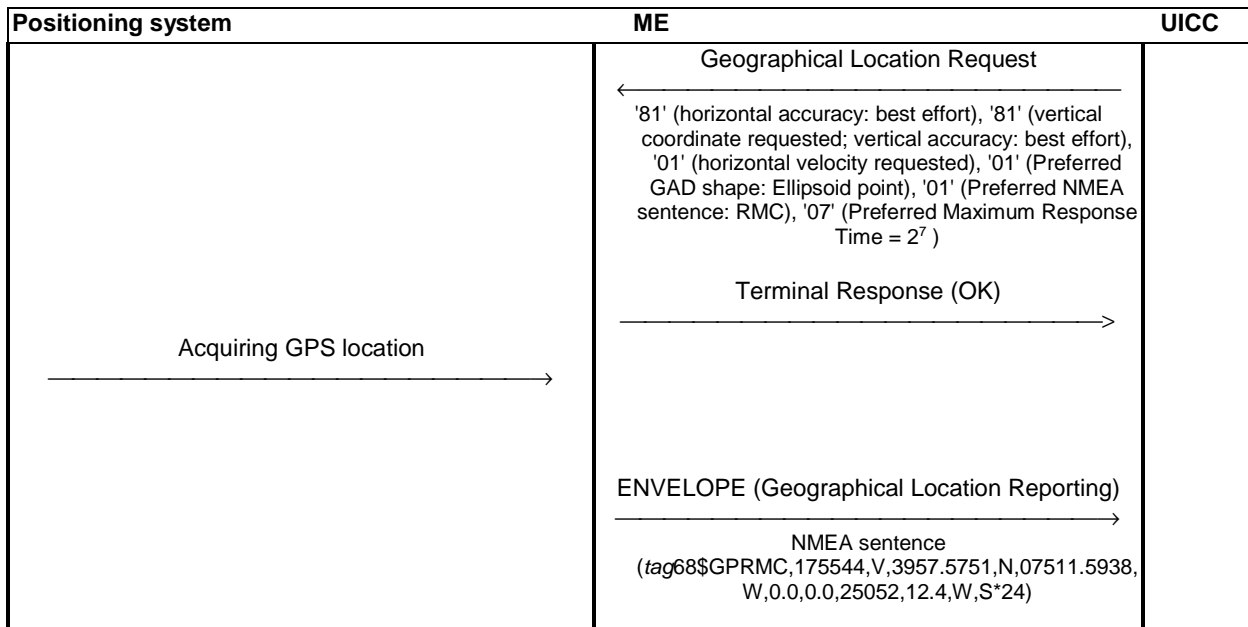 Positioning system ME UICC
Geographical Location Request
'81' (horizontal accuracy: best effort), '81' (vertical
coordinate requested; vertical accuracy: best effort),
'01' (horizontal velocity requested), '01' (Preferred
GAD shape: Ellipsoid point), '01' (Preferred NMEA
sentence: RMC), '07' (Preferred Maximum Response
Time = 2⁷ )
Terminal Response (OK)
Acquiring GPS location
ENVELOPE (Geographical Location Reporting)
NMEA sentence
(tag68$GPRMC,175544,V,3957.5751,N,07511.5938,
W,0.0,0.0,25052,12.4,W,S*24)